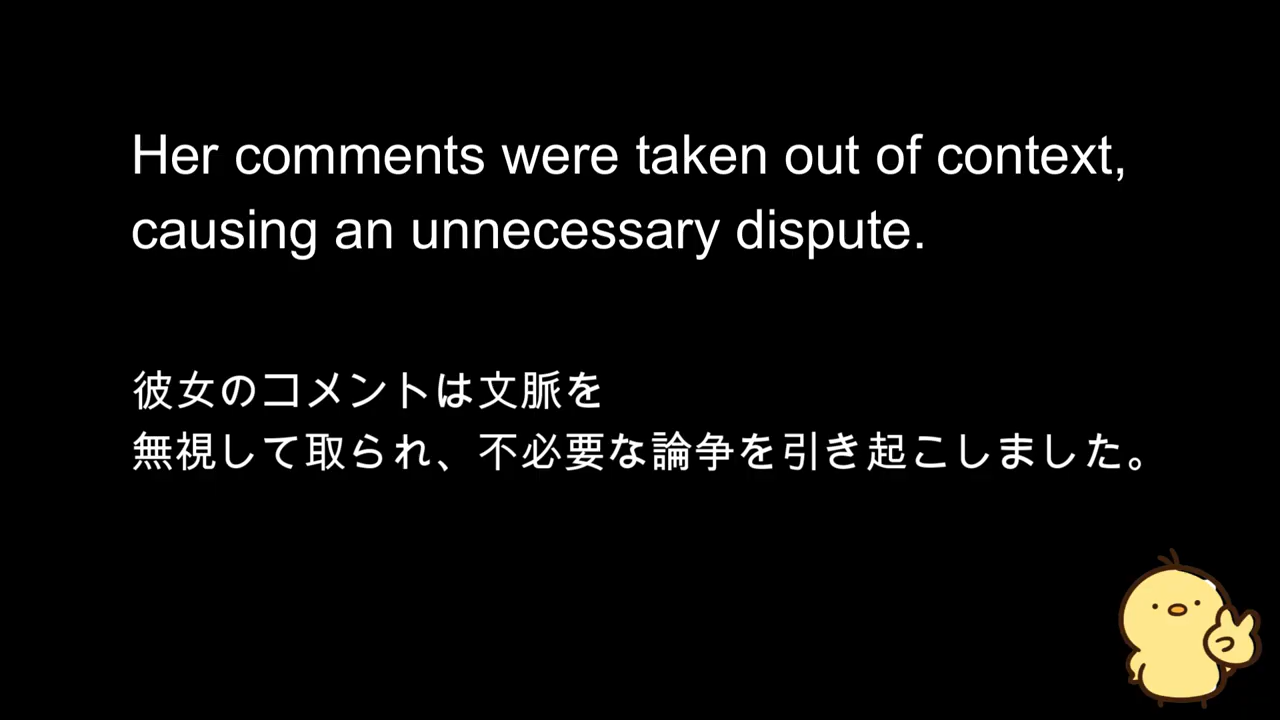 Her comments were taken out of context,
causing an unnecessary dispute.
彼女のコメントは文脈を
無視して取られ、不必要な論争を引き起こしました。